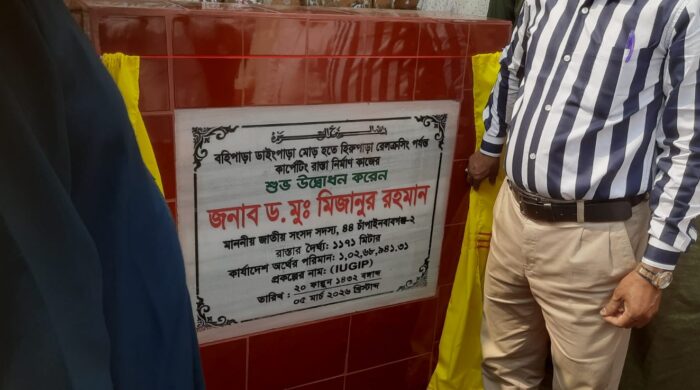 বহিপাড়া ডাইংপাড়া মোড় হতে হিরুপাড়া রেলক্রসিং পর্যন্ত
কার্পেটিং রাস্তা নির্মাণ কাজের
শুভ উদ্বোধন করেন
জনাব ড. মুঃ মিজানুর রহমান
মাননীয় জাতীয় সংসদ সদস্য, ৪৪ চাঁপাইনবাবগঞ্জ-২
রাস্তার দৈর্ঘ্য: ১১৭১ মিটার
কার্যাদেশ অর্থের পরিমান: ১,০২,৬৮,৯৪১.৩১
প্রকল্পের নাম: (IUGIP)
তারিখ : ২০ ফাল্গুন ১৪৩২ বঙ্গাব্দ
০৫ মার্চ ২০২৬ খ্রিস্টাব্দ